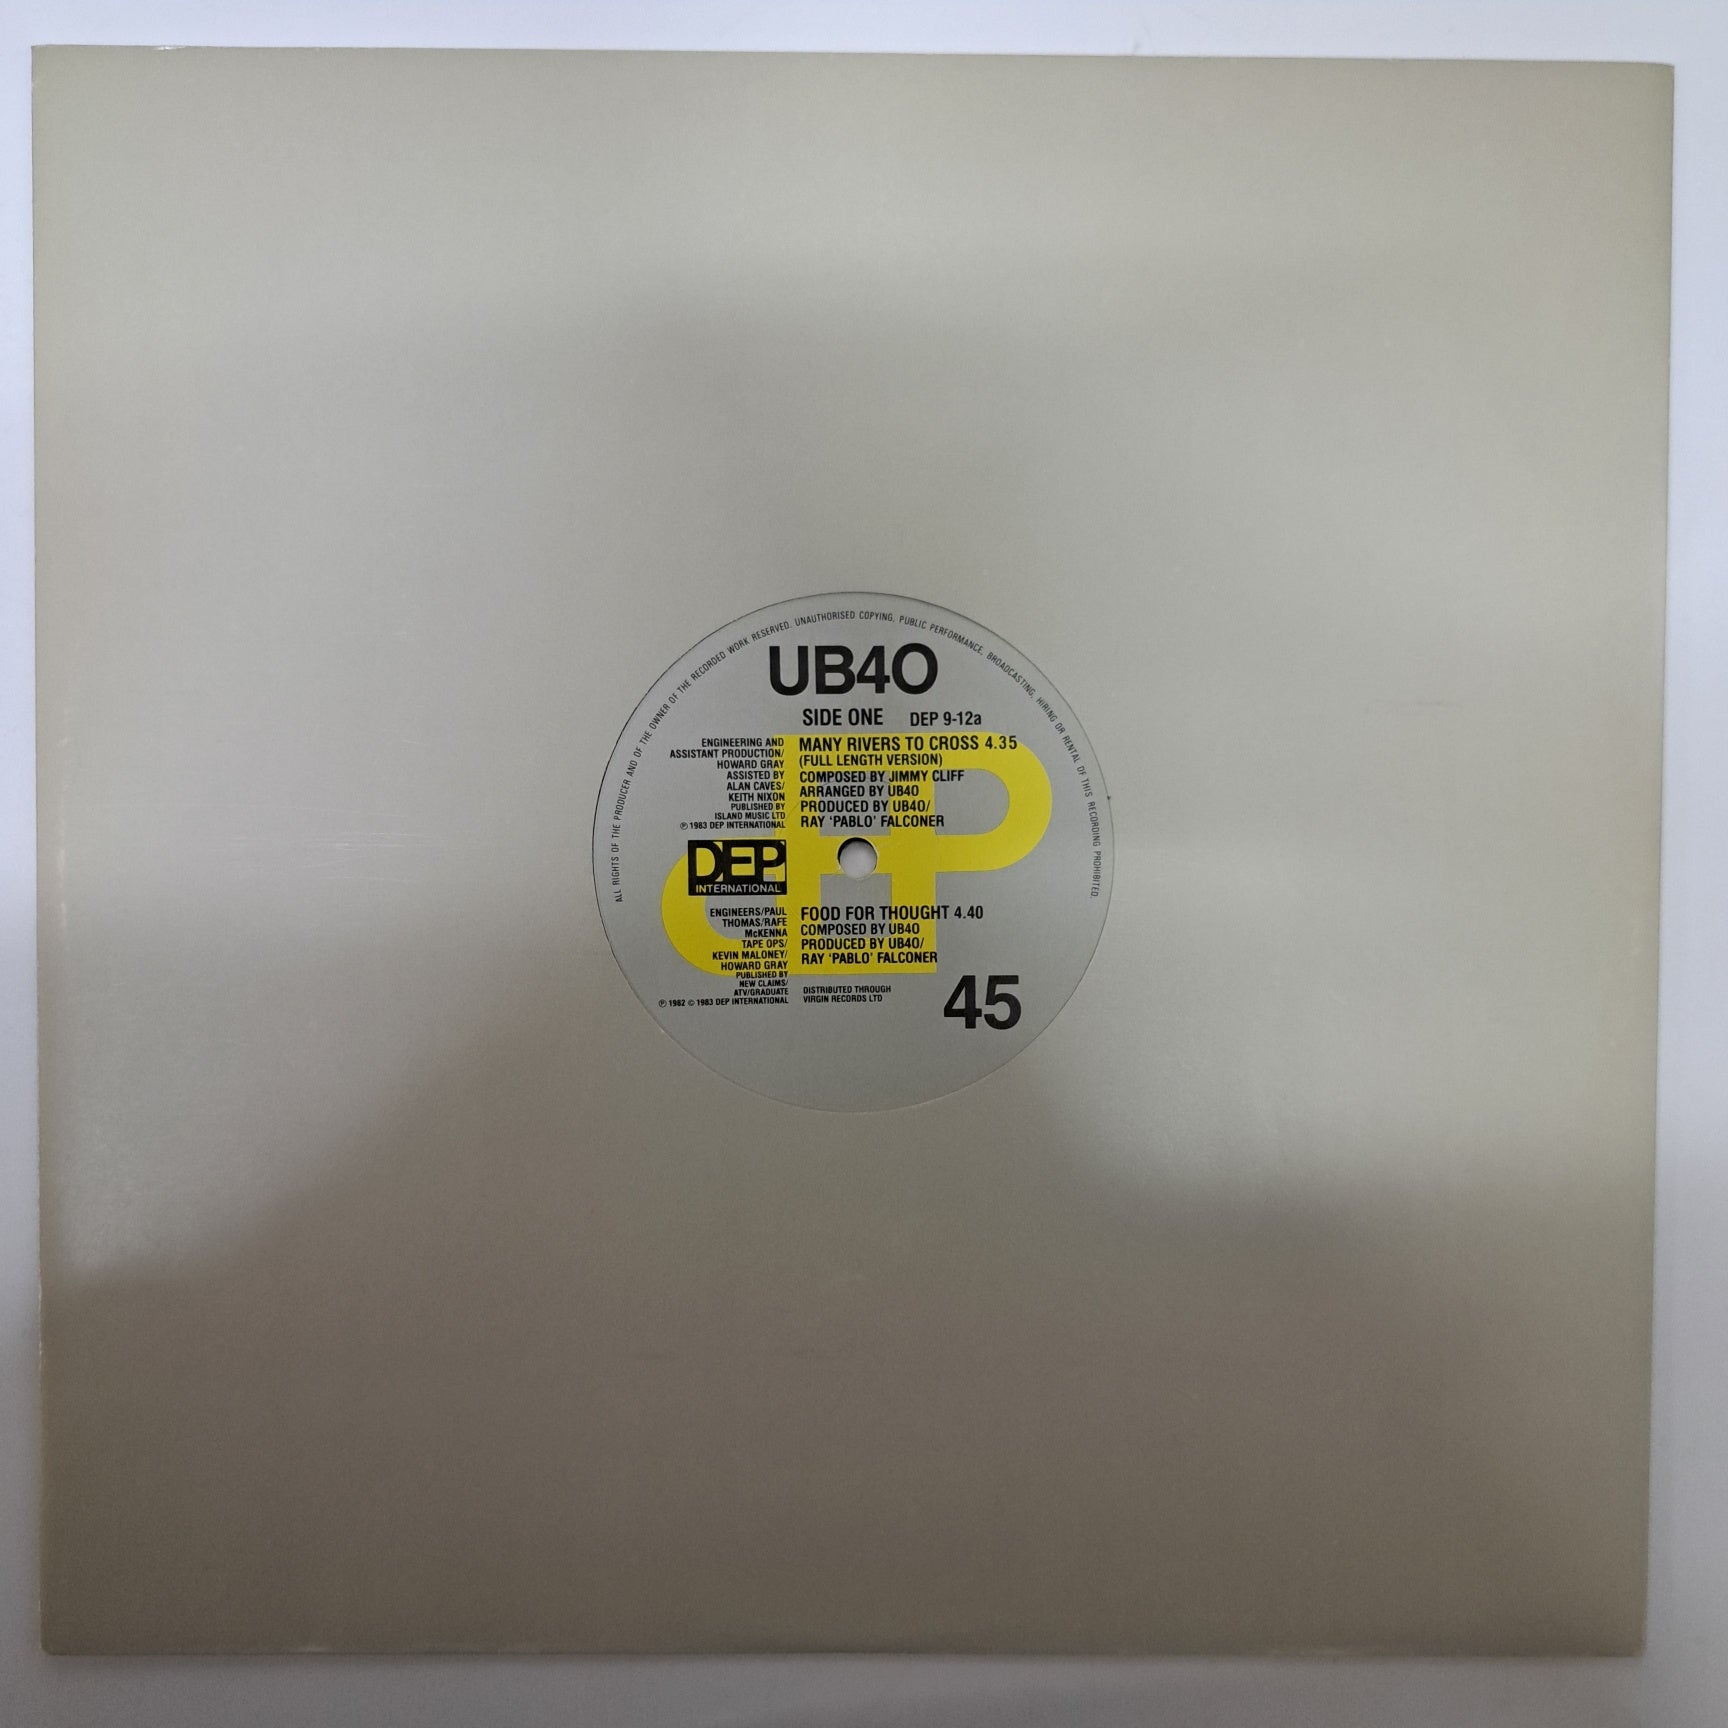 ALL RIGHTS OF THE PRODUCER AND OF THE OWNER OF THE RECORDED WORK RESERVED. UNAUTHORISED COPYING, PUBLIC PERFORMANCE, BROADCASTING, HIRING OR RENTAL OF THIS RECORDING PROHIBITED.
UB40
SIDE ONE DEP 9-12a
ENGINEERING AND
ASSISTANT PRODUCTION/
HOWARD GRAY
ASSISTED BY
ALAN CAVES/
KEITH NIXON
PUBLISHED BY
ISLAND MUSIC LTD
℗ 1983 DEP INTERNATIONAL
MANY RIVERS TO CROSS 4.35
(FULL LENGTH VERSION)
COMPOSED BY JIMMY CLIFF
ARRANGED BY UB40
PRODUCED BY UB40/
RAY ‘PABLO’ FALCONER
DEP
INTERNATIONAL
ENGINEERS/PAUL
THOMAS/RAFE
McKENNA
TAPE OPS/
KEVIN MALONEY/
HOWARD GRAY
PUBLISHED BY
NEW CLAIMS/
ATV/GRADUATE
℗ 1982 © 1983 DEP INTERNATIONAL
FOOD FOR THOUGHT 4.40
COMPOSED BY UB40
PRODUCED BY UB40/
RAY ‘PABLO’ FALCONER
DISTRIBUTED THROUGH
VIRGIN RECORDS LTD
45